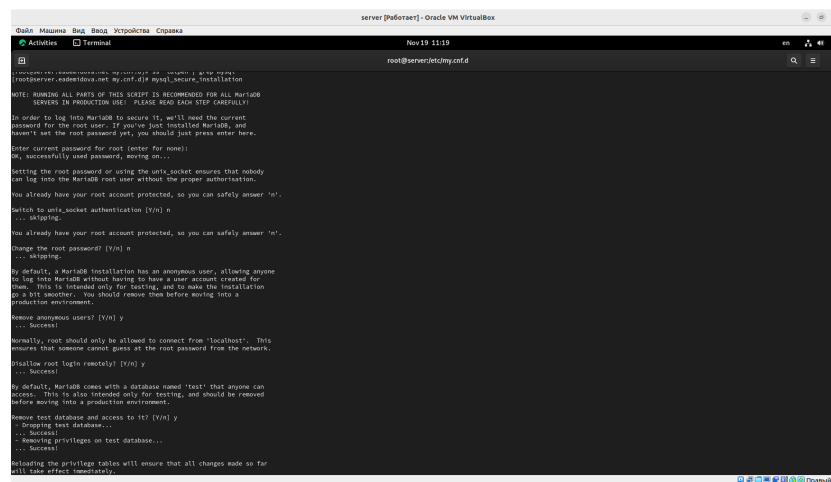 server [Работает] - Oracle VM VirtualBox
Файл Машина Вид Ввод Устройства Справка
Activities Terminal Nov 19 11:19 en
root@server:/etc/my.cnf.d
[root@server.eademidova.net my.cnf.d]# ss -tulpen | grep mysql
[root@server.eademidova.net my.cnf.d]# mysql_secure_installation
NOTE: RUNNING ALL PARTS OF THIS SCRIPT IS RECOMMENDED FOR ALL MariaDB
SERVERS IN PRODUCTION USE! PLEASE READ EACH STEP CAREFULLY!
In order to log into MariaDB to secure it, we'll need the current
password for the root user. If you've just installed MariaDB, and
haven't set the root password yet, you should just press enter here.
Enter current password for root (enter for none):
OK, successfully used password, moving on...
Setting the root password or using the unix_socket ensures that nobody
can log into the MariaDB root user without the proper authorisation.
You already have your root account protected, so you can safely answer 'n'.
Switch to unix_socket authentication [Y/n] n
... skipping.
You already have your root account protected, so you can safely answer 'n'.
Change the root password? [Y/n] n
... skipping.
By default, a MariaDB installation has an anonymous user, allowing anyone
to log into MariaDB without having to have a user account created for
them. This is intended only for testing, and to make the installation
go a bit smoother. You should remove them before moving into a
production environment.
Remove anonymous users? [Y/n] y
... Success!
Normally, root should only be allowed to connect from 'localhost'. This
ensures that someone cannot guess at the root password from the network.
Disallow root login remotely? [Y/n] y
... Success!
By default, MariaDB comes with a database named 'test' that anyone can
access. This is also intended only for testing, and should be removed
before moving into a production environment.
Remove test database and access to it? [Y/n] y
- Dropping test database...
... Success!
- Removing privileges on test database...
... Success!
Reloading the privilege tables will ensure that all changes made so far
will take effect immediately.
Правый